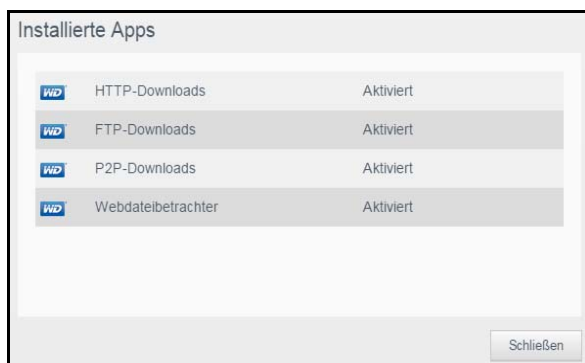 Installierte Apps
WD HTTP-Downloads Aktiviert
WD FTP-Downloads Aktiviert
WD P2P-Downloads Aktiviert
WD Webdateibetrachter Aktiviert
Schließen